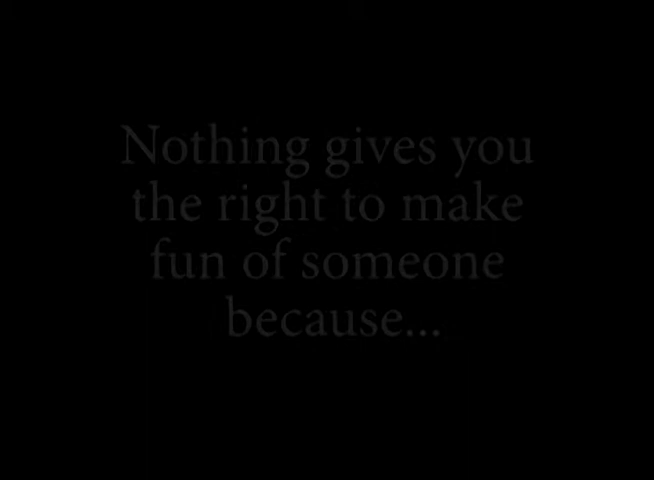 Nothing gives you
the right to make
fun of someone
because...